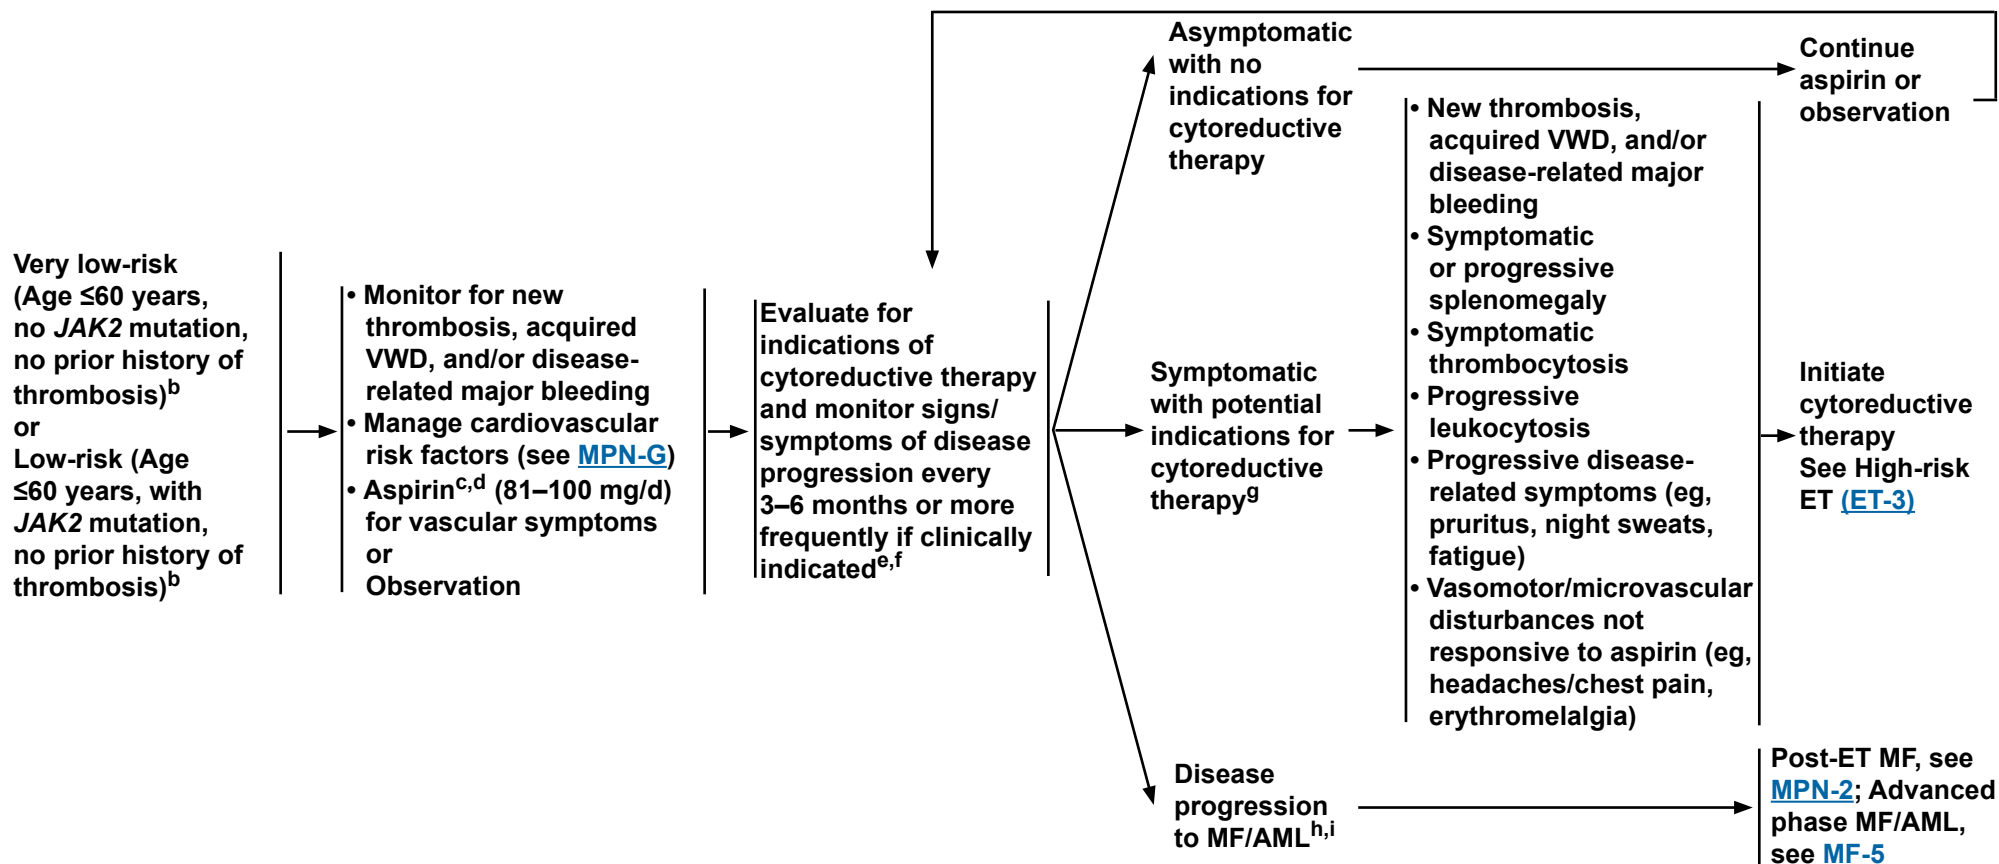 Very low-risk
(Age ≤60 years,
no JAK2 mutation,
no prior history of
thrombosis)b
or
Low-risk (Age
≤60 years, with
JAK2 mutation,
no prior history of
thrombosis)b
• Monitor for new
thrombosis, acquired
VWD, and/or disease-
related major bleeding
• Manage cardiovascular
risk factors (see MPN-G)
• Aspirinc,d (81–100 mg/d)
for vascular symptoms
or
Observation
Evaluate for
indications of
cytoreductive therapy
and monitor signs/
symptoms of disease
progression every
3–6 months or more
frequently if clinically
indicatede,f
Asymptomatic
with no
indications for
cytoreductive
therapy
Continue
aspirin or
observation
Symptomatic
with potential
indications for
cytoreductive
therapyg
• New thrombosis,
acquired VWD, and/or
disease-related major
bleeding
• Symptomatic
or progressive
splenomegaly
• Symptomatic
thrombocytosis
• Progressive
leukocytosis
• Progressive disease-
related symptoms (eg,
pruritus, night sweats,
fatigue)
• Vasomotor/microvascular
disturbances not
responsive to aspirin (eg,
headaches/chest pain,
erythromelalgia)
Initiate
cytoreductive
therapy
See High-risk
ET (ET-3)
Disease
progression
to MF/AMLh,i
Post-ET MF, see
MPN-2; Advanced
phase MF/AML,
see MF-5